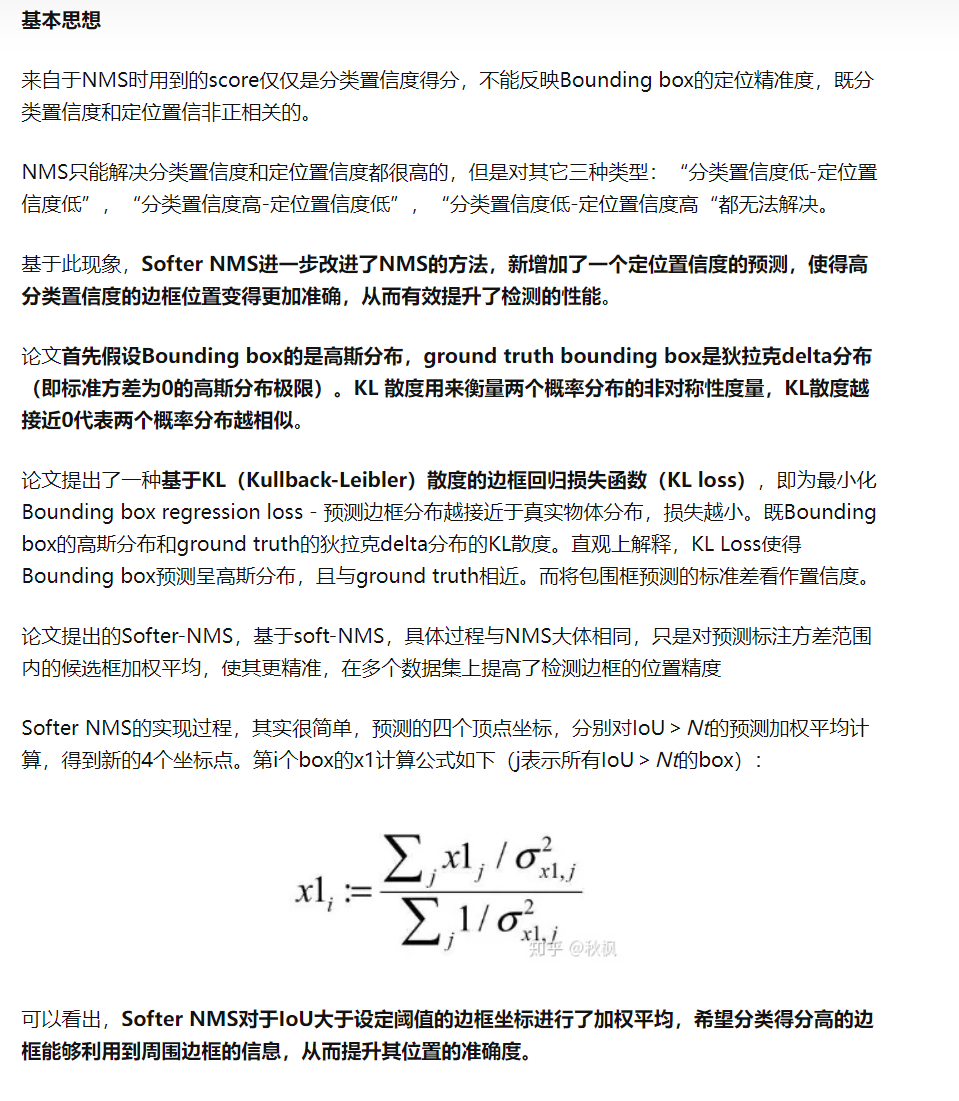 基本思想
来自于NMS时用到的score仅仅是分类置信度得分，不能反映Bounding box的定位精准度，既分
类置信度和定位置信非正相关的。
NMS只能解决分类置信度和定位置信度都很高的，但是对其它三种类型：“分类置信度低-定位置
信度低”，“分类置信度高-定位置信度低”，“分类置信度低-定位置信度高“都无法解决。
基于此现象，Softer NMS进一步改进了NMS的方法，新增加了一个定位置信度的预测，使得高
分类置信度的边框位置变得更加准确，从而有效提升了检测的性能。
论文首先假设Bounding box的是高斯分布，ground truth bounding box是狄拉克delta分布
（即标准方差为0的高斯分布极限）。KL 散度用来衡量两个概率分布的非对称性度量，KL散度越
接近0代表两个概率分布越相似。
论文提出了一种基于KL（Kullback-Leibler）散度的边框回归损失函数（KL loss），即为最小化
Bounding box regression loss - 预测边框分布越接近于真实物体分布，损失越小。既Bounding
box的高斯分布和ground truth的狄拉克delta分布的KL散度。直观上解释，KL Loss使得
Bounding box预测呈高斯分布，且与ground truth相近。而将包围框预测的标准差看作置信度。
论文提出的Softer-NMS，基于soft-NMS，具体过程与NMS大体相同，只是对预测标注方差范围
内的候选框加权平均，使其更精准，在多个数据集上提高了检测边框的位置精度
Softer NMS的实现过程，其实很简单，预测的四个顶点坐标，分别对IoU > Nt的预测加权平均计
算，得到新的4个坐标点。第i个box的x1计算公式如下（j表示所有IoU > Nt的box）：
x1_i := (∑_j x1_j / σ²_{x1,j}) / (∑_j 1 / σ²_{x1,j})
知乎 @秋枫
可以看出，Softer NMS对于IoU大于设定阈值的边框坐标进行了加权平均，希望分类得分高的边
框能够利用到周围边框的信息，从而提升其位置的准确度。